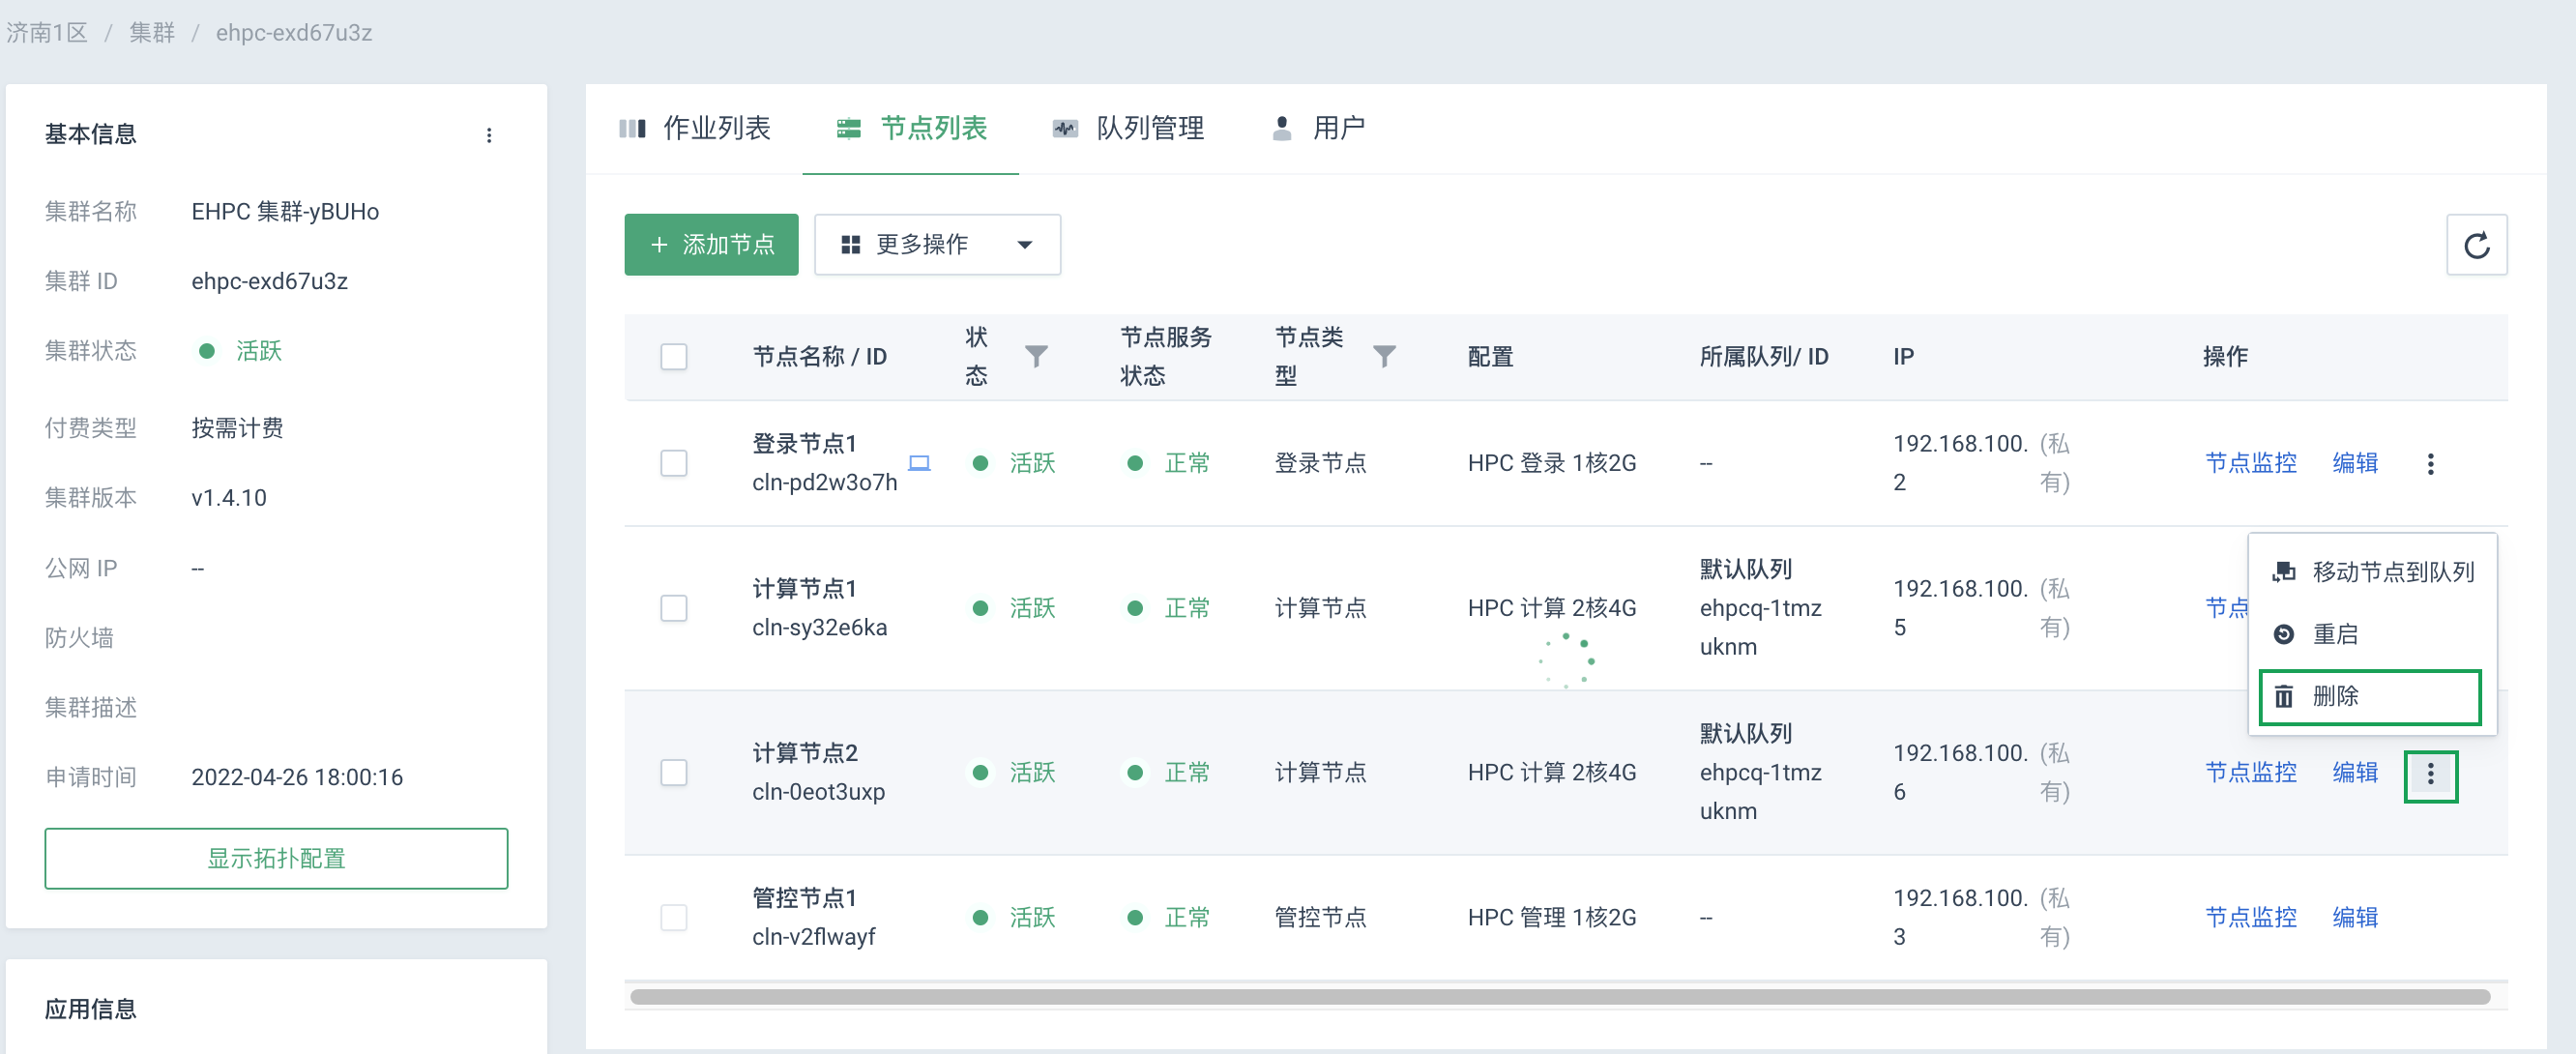 济南1区 / 集群 / ehpc-exd67u3z
基本信息
集群名称 EHPC 集群-yBUHo
集群 ID ehpc-exd67u3z
集群状态 活跃
付费类型 按需计费
集群版本 v1.4.10
公网 IP --
防火墙
集群描述
申请时间 2022-04-26 18:00:16
显示拓扑配置
应用信息
作业列表 节点列表 队列管理 用户
+ 添加节点 更多操作
节点名称 / ID 状态 节点服务状态 节点类型 配置 所属队列/ ID IP 操作
登录节点1
cln-pd2w3o7h
活跃 正常 登录节点 HPC 登录 1核2G -- 192.168.100.2 (私有) 节点监控 编辑
计算节点1
cln-sy32e6ka
活跃 正常 计算节点 HPC 计算 2核4G
默认队列
ehpcq-1tmz
uknm
192.168.100.5 (私有) 节点
移动节点到队列
重启
删除
计算节点2
cln-0eot3uxp
活跃 正常 计算节点 HPC 计算 2核4G
默认队列
ehpcq-1tmz
uknm
192.168.100.6 (私有) 节点监控 编辑
管控节点1
cln-v2flwayf
活跃 正常 管控节点 HPC 管理 1核2G -- 192.168.100.3 (私有) 节点监控 编辑